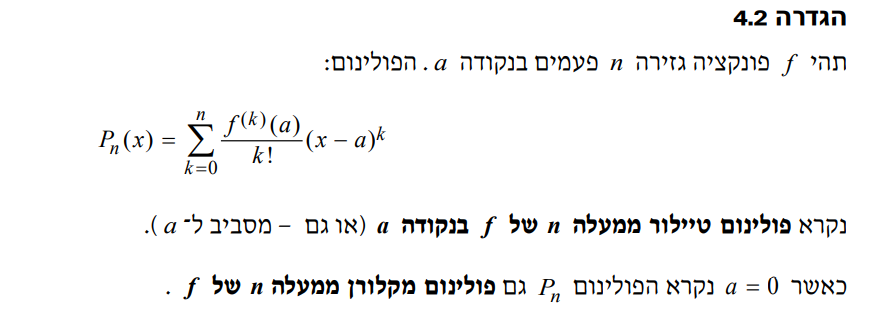 הגדרה 4.2
תהי f פונקציה גזירה n פעמים בנקודה a . הפולינום:
P_n(x) = \sum_{k=0}^{n} \frac{f^{(k)}(a)}{k!}(x − a)^k
נקרא פולינום טיילור ממעלה n של f בנקודה a (או גם – מסביב ל־ a ).
כאשר a = 0 נקרא הפולינום P_n גם פולינום מקלורן ממעלה n של f .